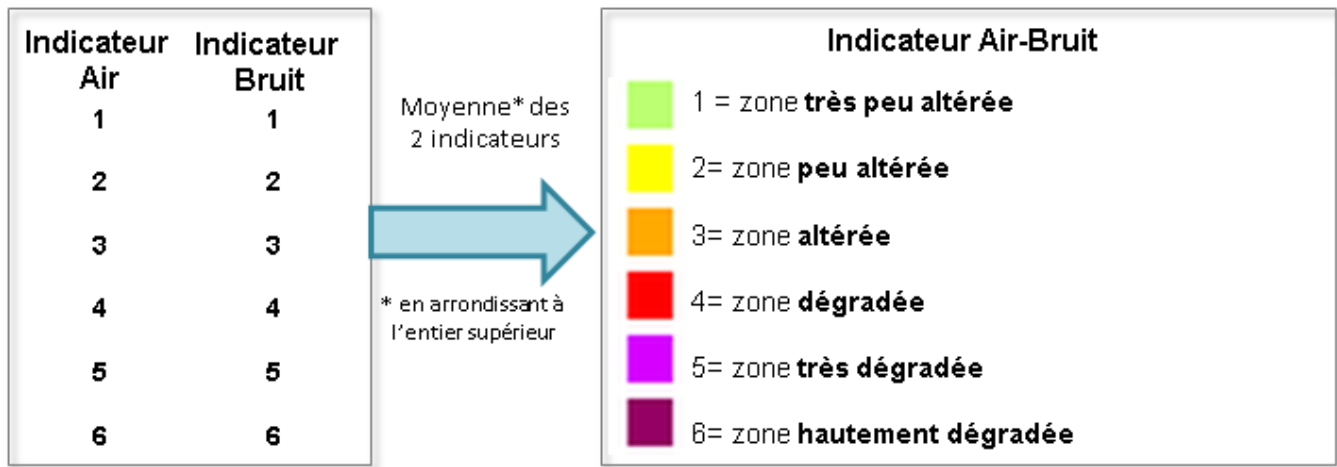 Indicateur Air
Indicateur Bruit
1 1
2 2
3 3
4 4
5 5
6 6
Moyenne* des
2 indicateurs
* en arrondissant à
l'entier supérieur
Indicateur Air-Bruit
1 = zone très peu altérée
2= zone peu altérée
3= zone altérée
4= zone dégradée
5= zone très dégradée
6= zone hautement dégradée